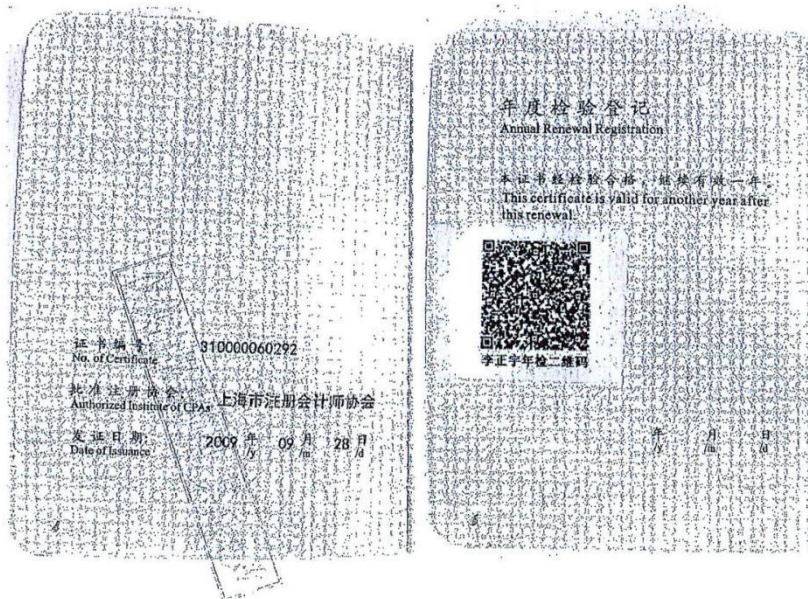 证书编号:
No. of Certificate
310000060292
批准注册协会:
Authorized Institute of CPAs
上海市注册会计师协会
发证日期:
Date of Issuance
2009 年 09 月 28 日
/y /m /d
4
年度检验登记
Annual Renewal Registration
本证书经检验合格，继续有效一年。
This certificate is valid for another year after
this renewal.
李正宇年检二维码
年 月 日
/y /m /d
5